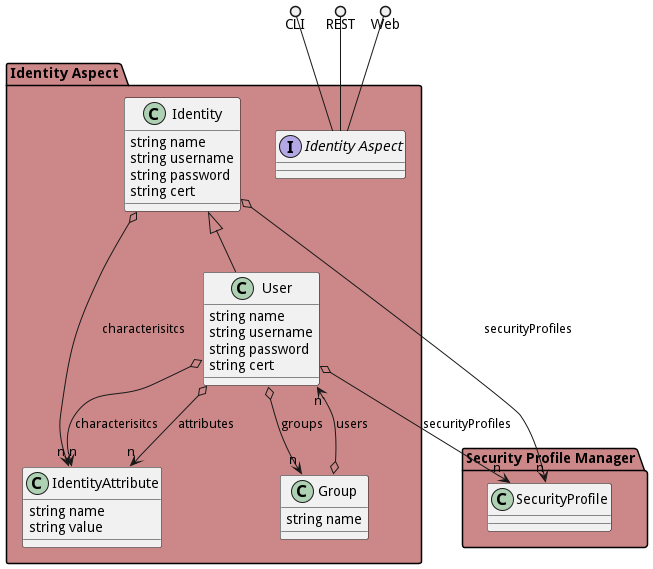 CLI REST Web
Identity Aspect
C Identity
string name
string username
string password
string cert
I Identity Aspect
C User
string name
string username
string password
string cert
characterisitcs
securityProfiles
characterisitcs
attributes
groups
users
securityProfiles
n
n
n
n
n
n
n
C IdentityAttribute
string name
string value
C Group
string name
Security Profile Manager
C SecurityProfile